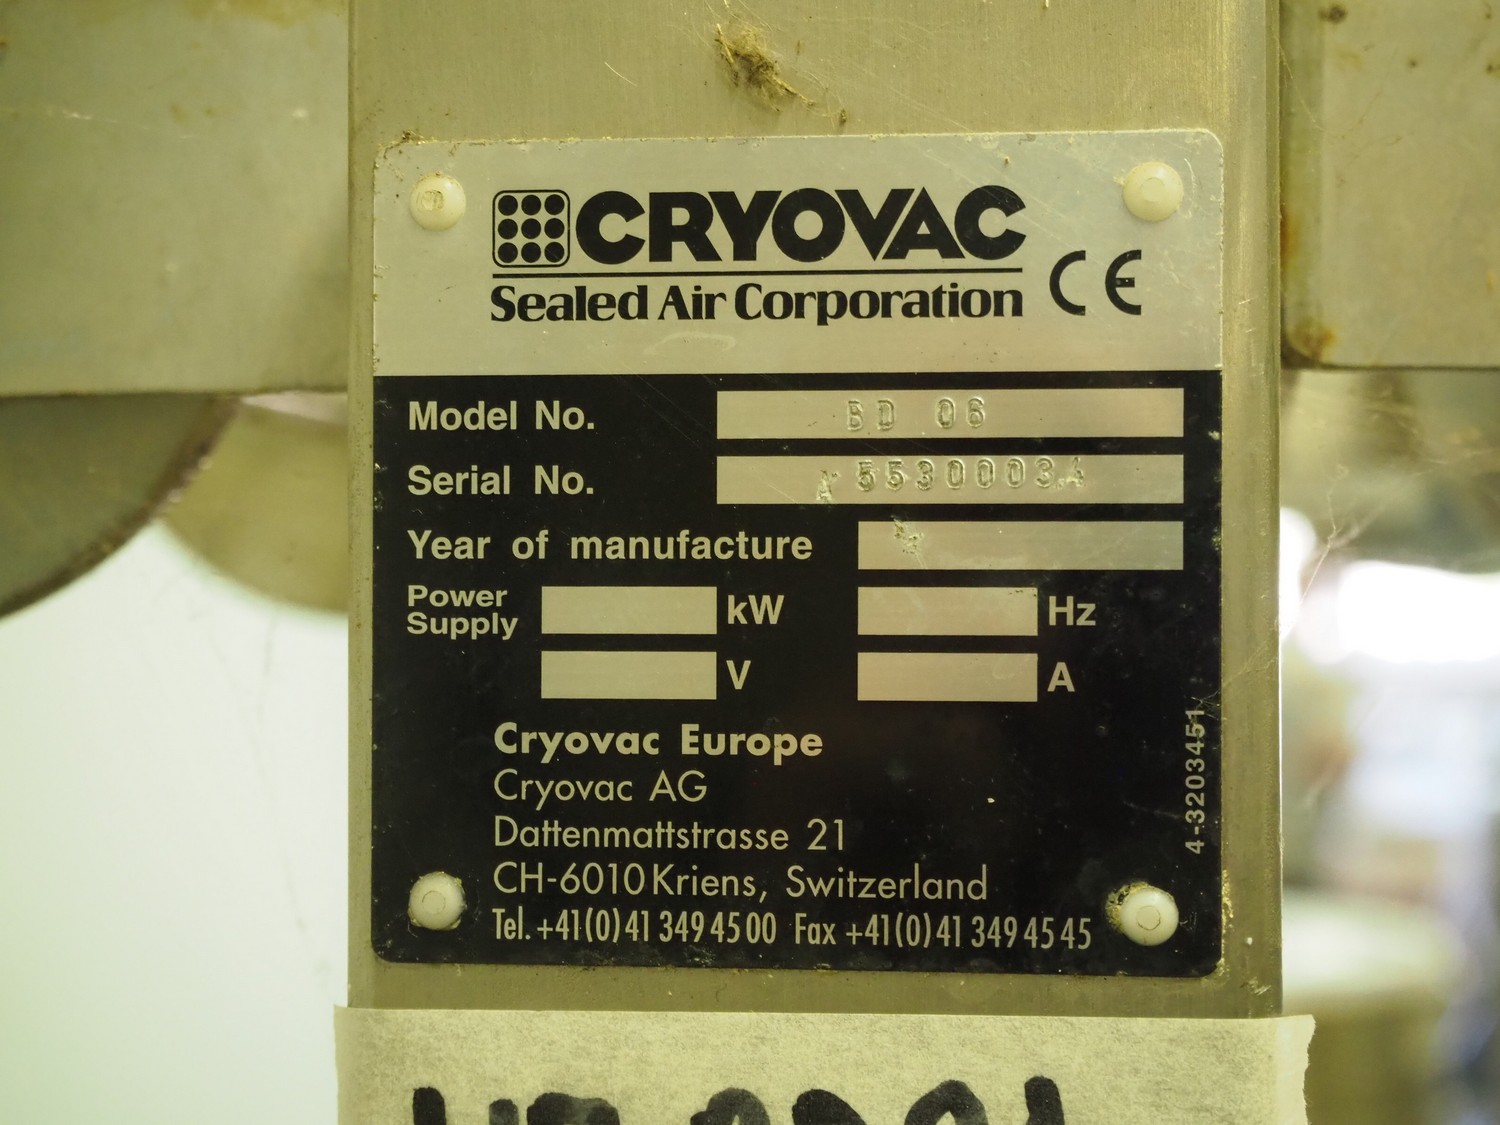 CRYOVAC
Sealed Air Corporation CE
Model No. BD 06
Serial No. 55300034
Year of manufacture
Power Supply kW Hz
V A
Cryovac Europe
Cryovac AG
Dattenmattstrasse 21
CH-6010 Kriens, Switzerland
Tel. +41(0)41 349 45 00 Fax +41(0)41 349 45 45
4-3203451